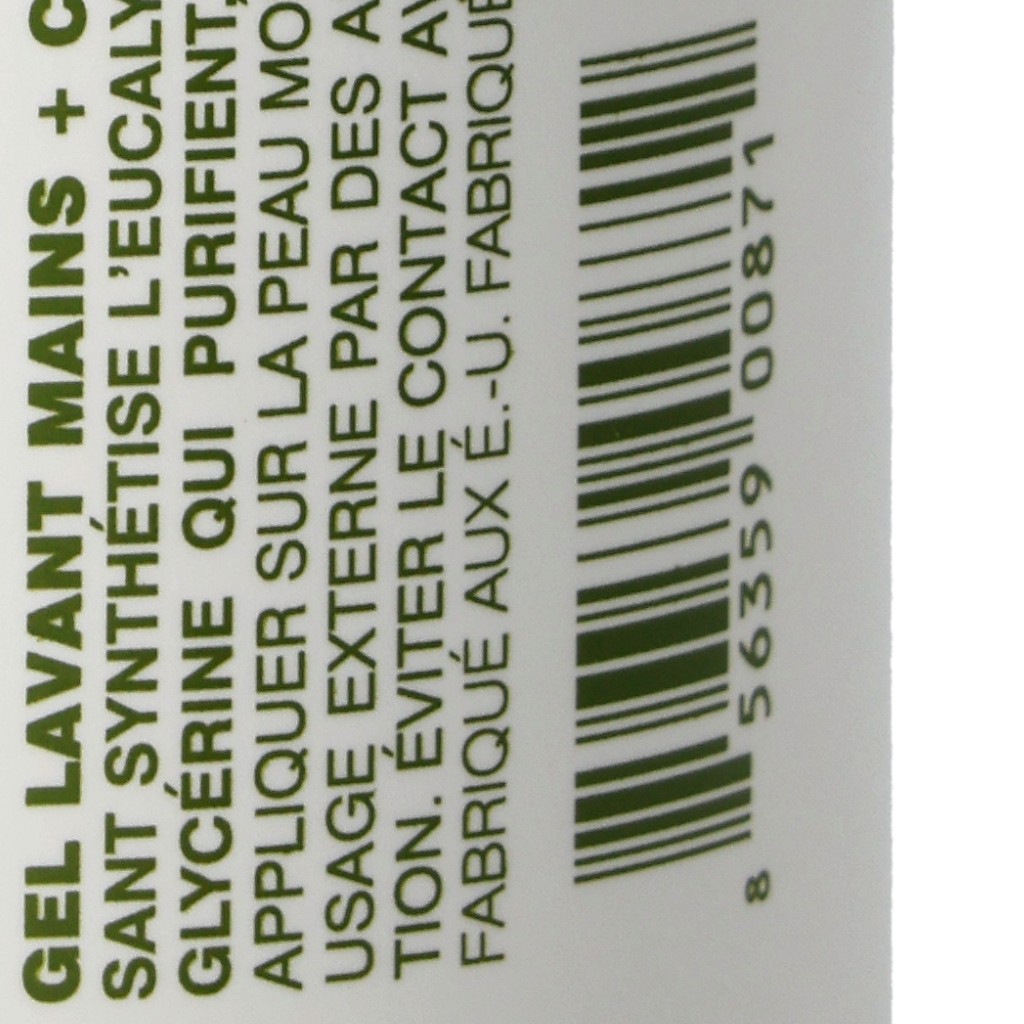 GEL LAVANT MAINS + C
SANT SYNTHÉTISE L'EUCALY
GLYCÉRINE QUI PURIFIENT,
APPLIQUER SUR LA PEAU MO
USAGE EXTERNE PAR DES A
TION. ÉVITER LE CONTACT AV
FABRIQUÉ AUX É.-U. FABRIQUÉ
8 56359 00871